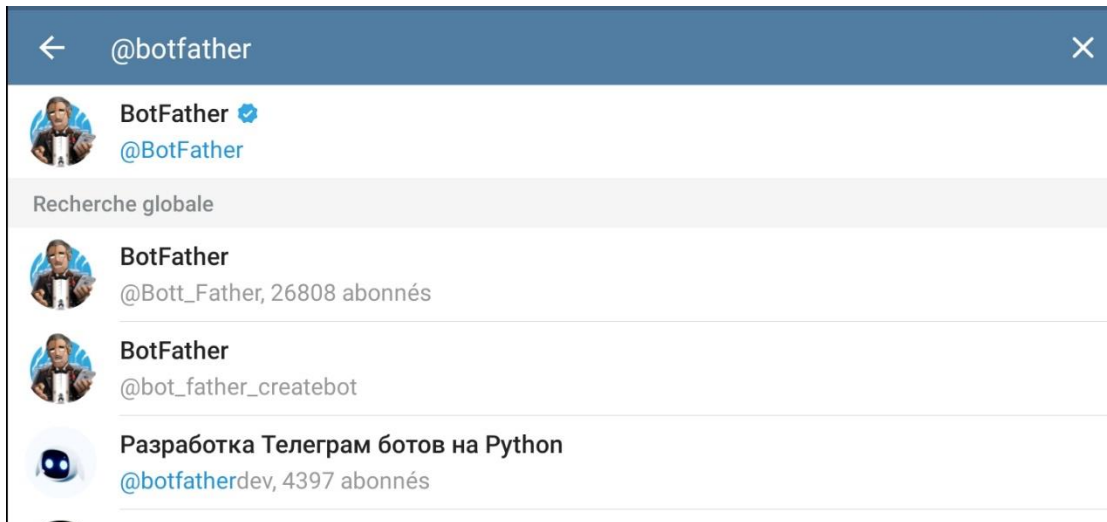 @botfather
BotFather
@BotFather
Recherche globale
BotFather
@Bott_Father, 26808 abonnés
BotFather
@bot_father_createbot
Разработка Телеграм ботов на Python
@botfatherdev, 4397 abonnés